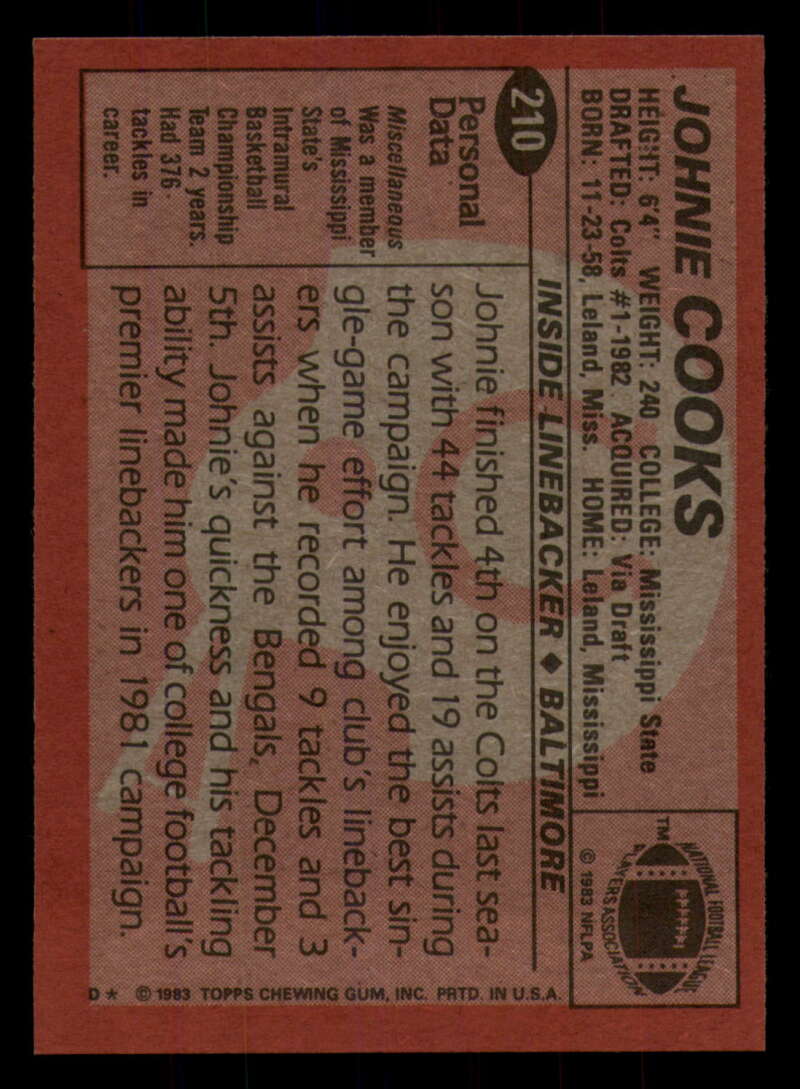 JOHNIE COOKS
HEIGHT: 6'4" WEIGHT: 240 COLLEGE: Mississippi State
DRAFTED: Colts #1-1982 ACQUIRED: Via Draft
BORN: 11-23-58, Leland, Miss. HOME: Leland, Mississippi
NATIONAL FOOTBALL LEAGUE
PLAYERS ASSOCIATION
TM
© 1983 NFLPA
210
INSIDE LINEBACKER ♦ BALTIMORE
Personal
Data
Miscellaneous
Was a member
of Mississippi
State's
Intramural
Basketball
Championship
Team 2 years.
Had 376
tackles in
career.
Johnie finished 4th on the Colts last sea-
son with 44 tackles and 19 assists during
the campaign. He enjoyed the best sin-
gle-game effort among club's lineback-
ers when he recorded 9 tackles and 3
assists against the Bengals, December
5th. Johnie's quickness and his tackling
ability made him one of college football's
premier linebackers in 1981 campaign.
D* © 1983 TOPPS CHEWING GUM, INC. PRTD. IN U.S.A.